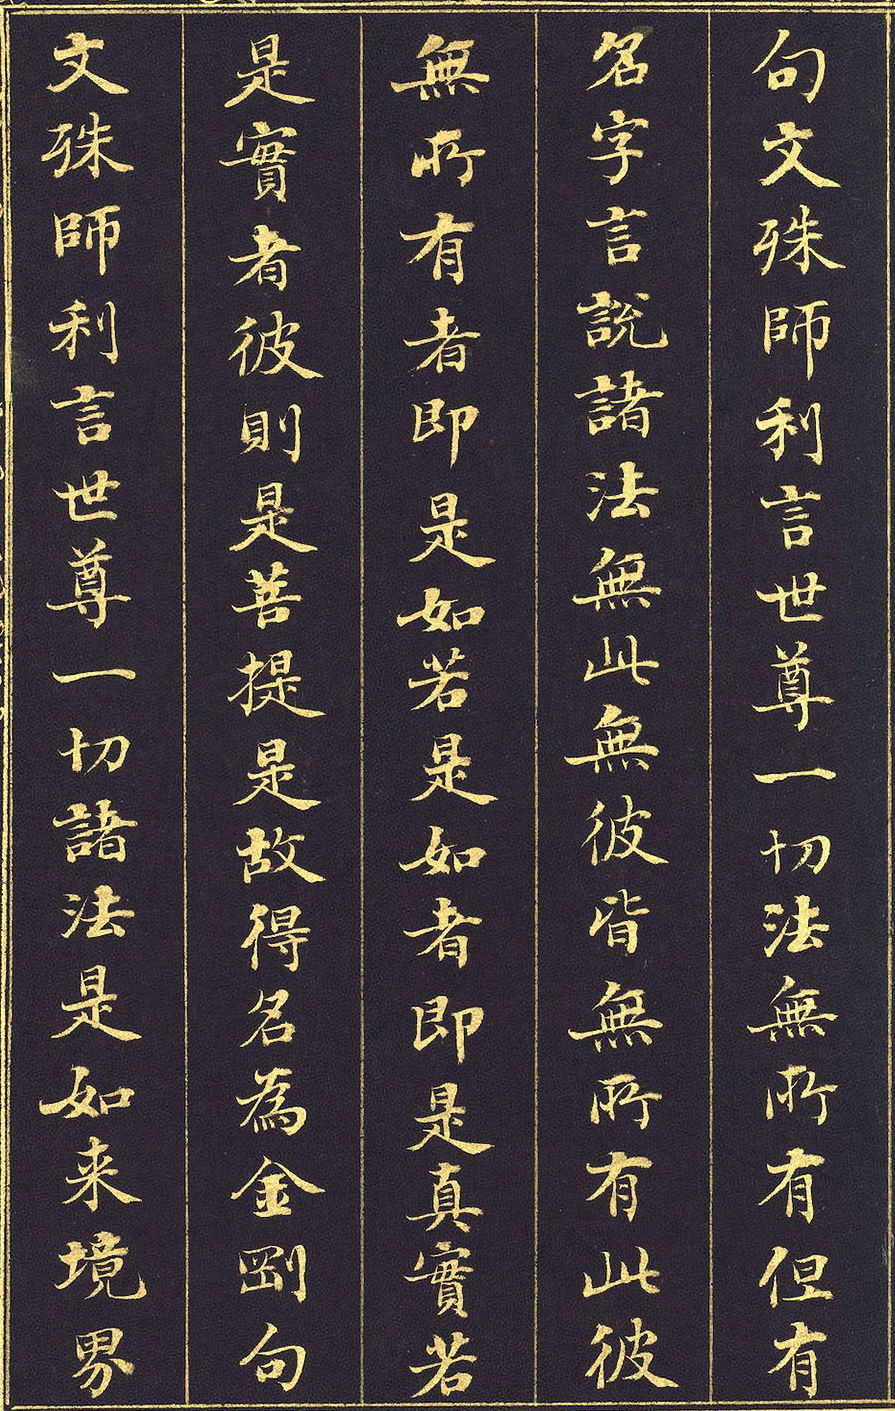 句文殊師利言世尊一切法無所有但有
名字言說諸法無此無彼皆無所有此彼
無所有者即是如若是如者即是真實若
是實者彼則是菩提是故得名為金剛句
文殊師利言世尊一切諸法是如来境界